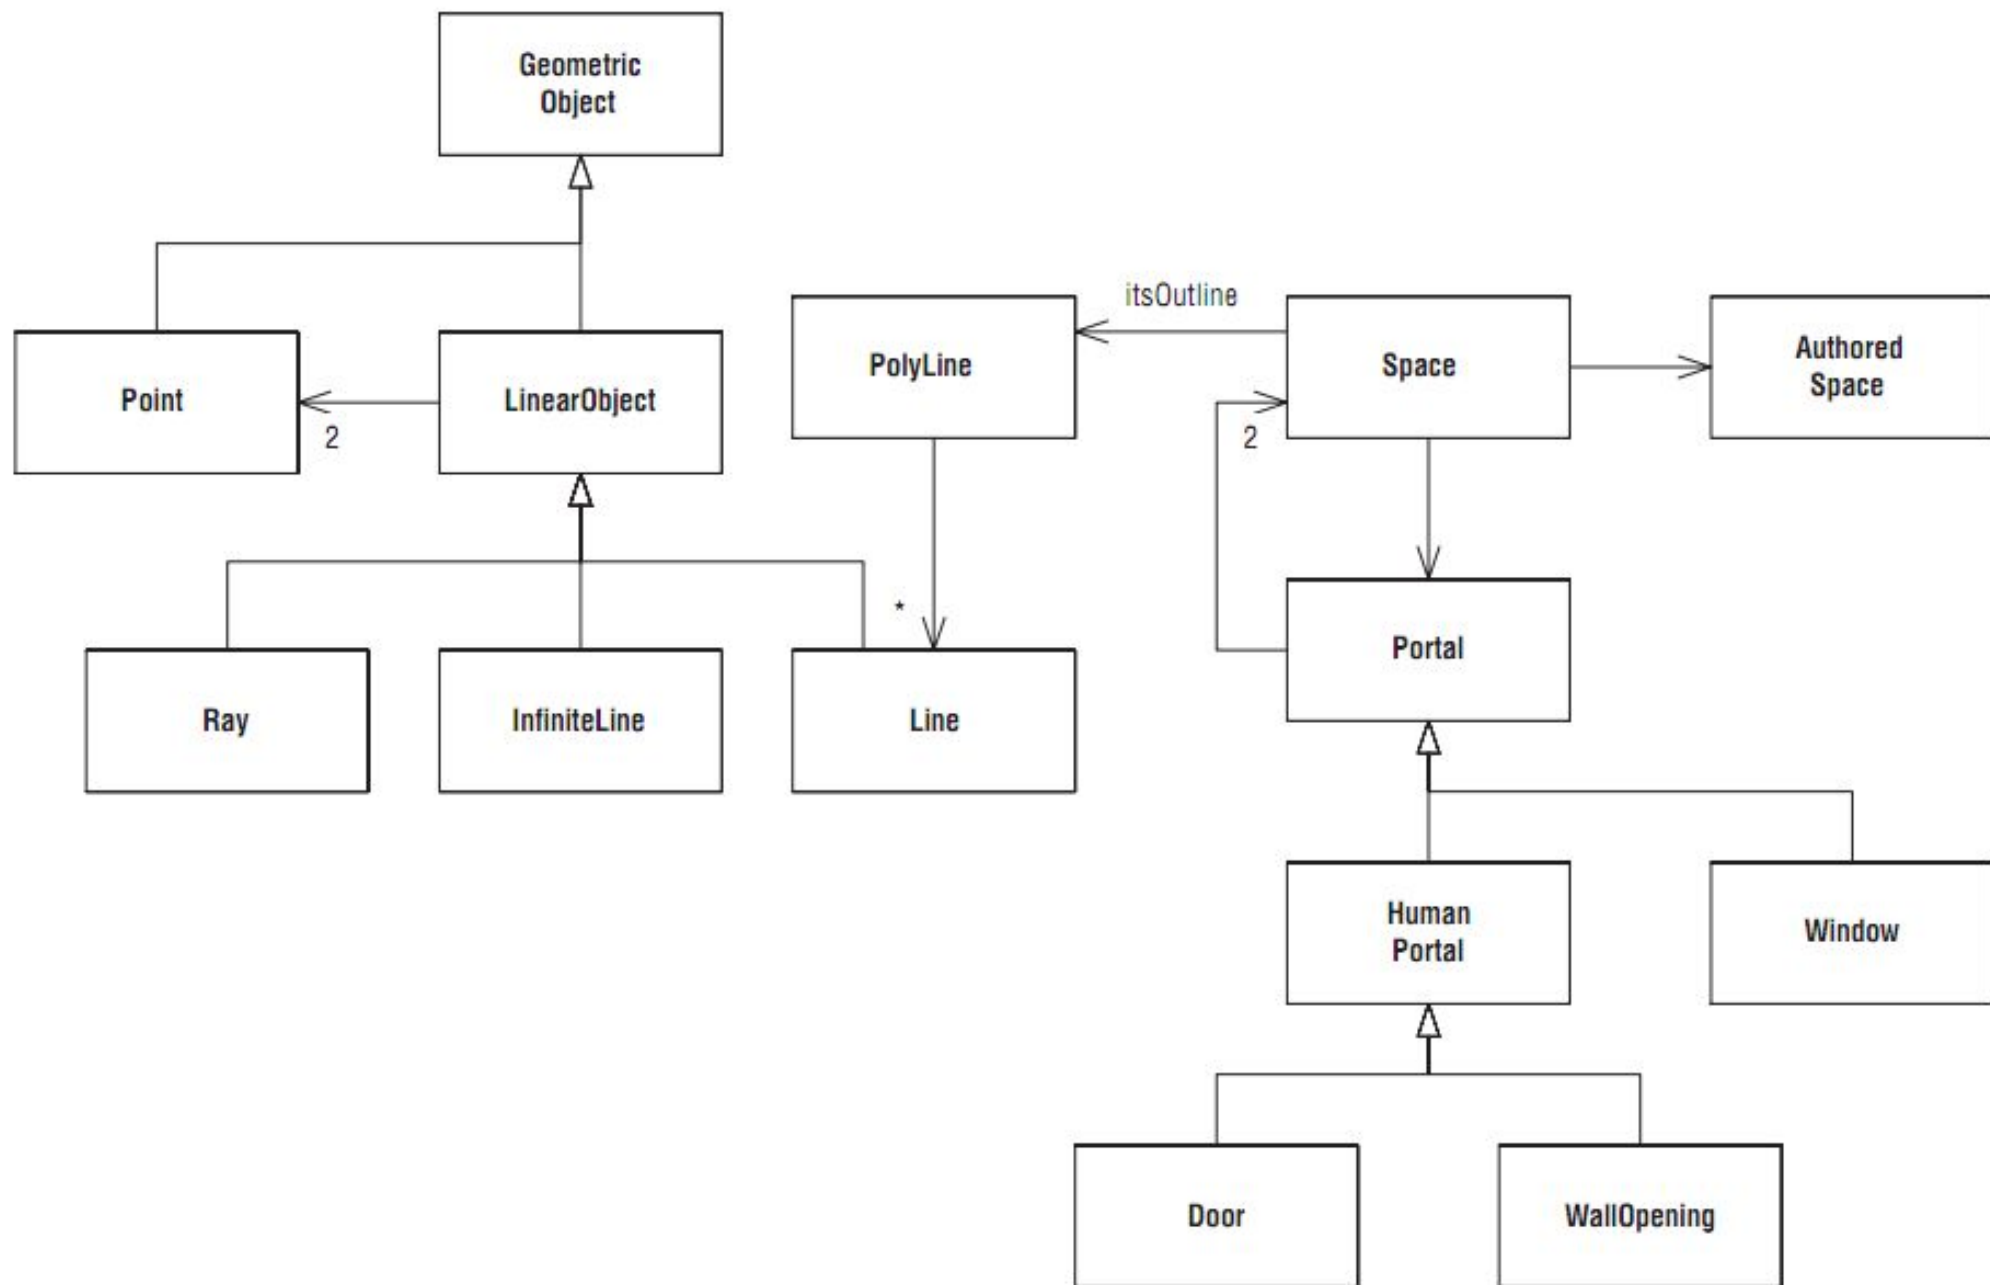 Geometric
Object
Point
2
LinearObject
Ray
InfiniteLine
Line
PolyLine
*
itsOutline
Space
2
Authored
Space
Portal
Human
Portal
Window
Door
WallOpening